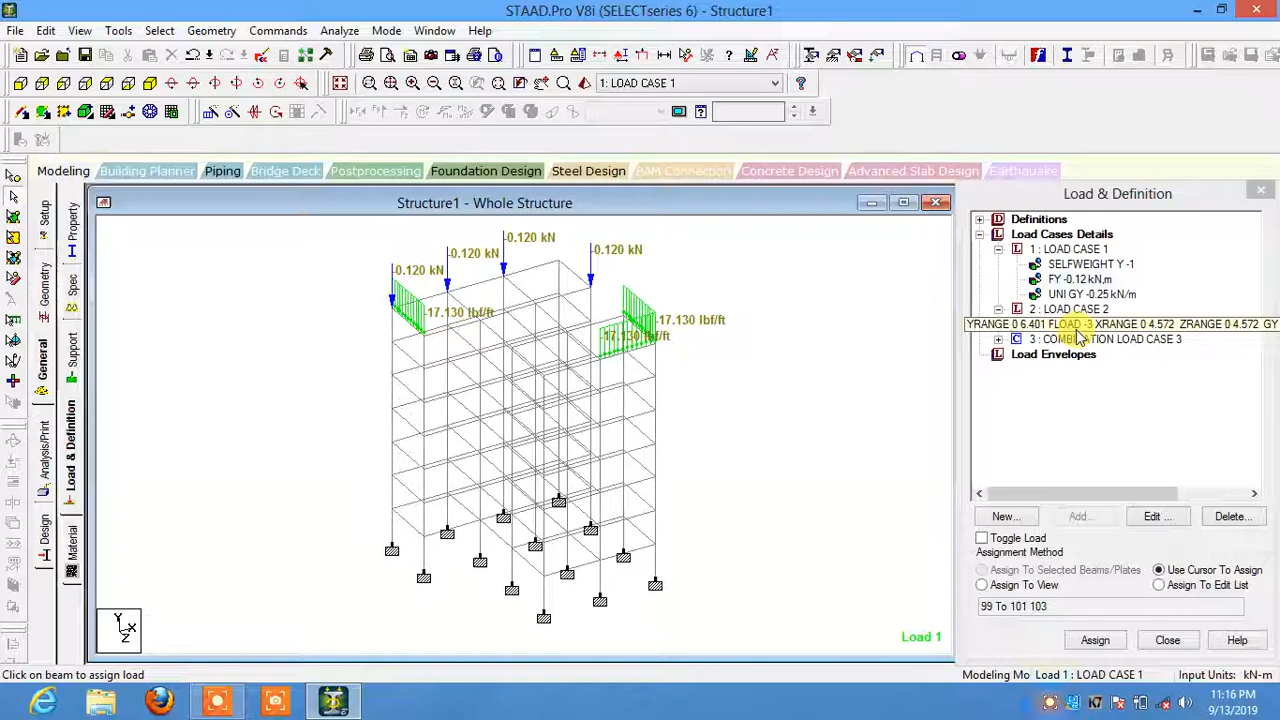 STAAD.Pro V8i (SELECTseries 6) - Structure1
File Edit View Tools Select Geometry Commands Analyze Mode Window Help
1: LOAD CASE 1
Modeling Building Planner Piping Bridge Deck Postprocessing Foundation Design Steel Design RAM Connection Concrete Design Advanced Slab Design Earthquake
Structure1 - Whole Structure
Setup
Geometry
General
Analysis/Print
Design
Property
Spec
Support
Load & Definition
Material
-0.120 kN
-0.120 kN
-0.120 kN
-0.120 kN
-17.130 lbf/ft
-17.130 lbf/ft
-17.130 lbf/ft
Y
X
Z
Load 1
Load & Definition
Definitions
Load Cases Details
1 : LOAD CASE 1
SELFWEIGHT Y -1
FY -0.12 kN,m
UNI GY -0.25 kN/m
2 : LOAD CASE 2
YRANGE 0 6.401 FLOAD -3 XRANGE 0 4.572 ZRANGE 0 4.572 GY
3 : COMBINATION LOAD CASE 3
Load Envelopes
New... Add... Edit ... Delete...
Toggle Load
Assignment Method
Assign To Selected Beams/Plates Use Cursor To Assign
Assign To View Assign To Edit List
99 To 101 103
Assign Close Help
Click on beam to assign load
Modeling Mo Load 1 : LOAD CASE 1 Input Units: kN-m
11:16 PM
9/13/2019